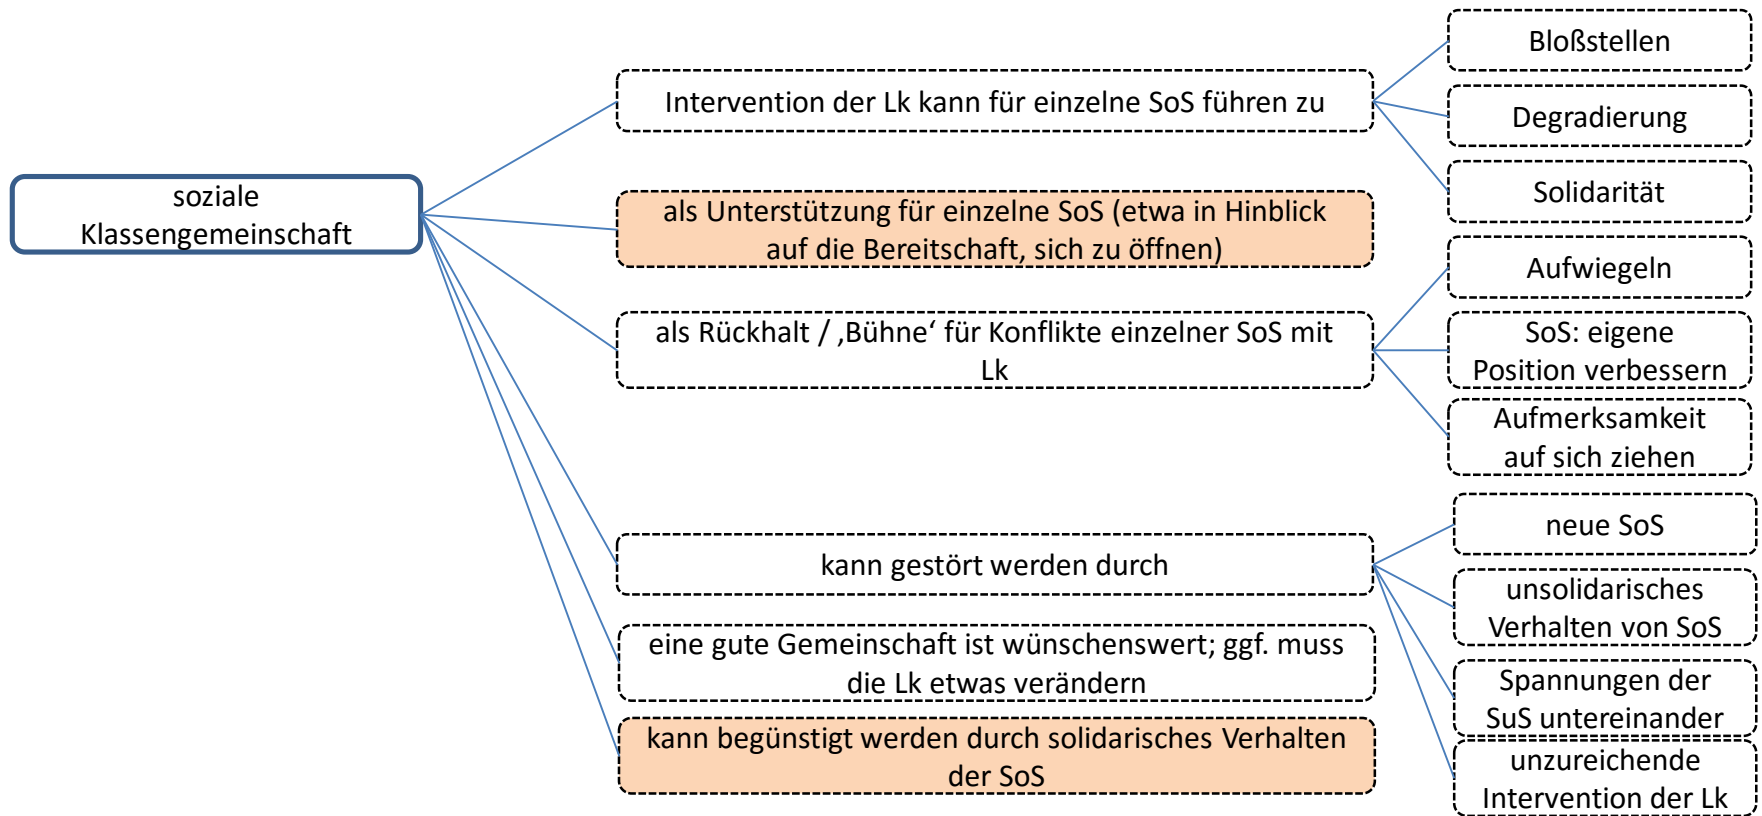 soziale
Klassengemeinschaft
Intervention der Lk kann für einzelne SoS führen zu
Bloßstellen
Degradierung
Solidarität
als Unterstützung für einzelne SoS (etwa in Hinblick
auf die Bereitschaft, sich zu öffnen)
als Rückhalt / ‚Bühne‘ für Konflikte einzelner SoS mit
Lk
Aufwiegeln
SoS: eigene
Position verbessern
Aufmerksamkeit
auf sich ziehen
kann gestört werden durch
neue SoS
unsolidarisches
Verhalten von SoS
Spannungen der
SuS untereinander
unzureichende
Intervention der Lk
eine gute Gemeinschaft ist wünschenswert; ggf. muss
die Lk etwas verändern
kann begünstigt werden durch solidarisches Verhalten
der SoS